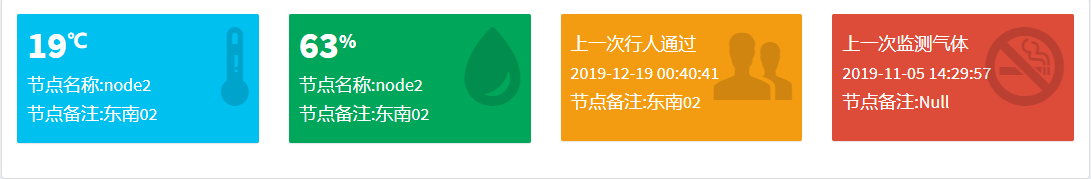 19℃
节点名称:node2
节点备注:东南02
63%
节点名称:node2
节点备注:东南02
上一次行人通过
2019-12-19 00:40:41
节点备注:东南02
上一次监测气体
2019-11-05 14:29:57
节点备注:Null